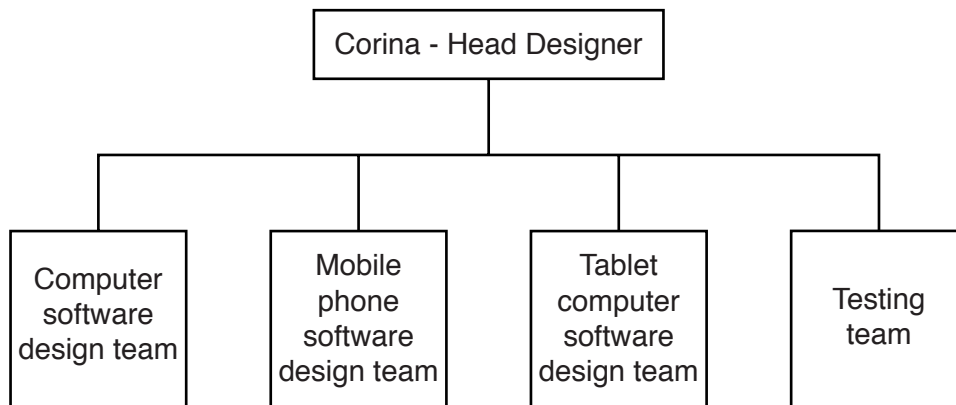 Corina - Head Designer
Computer
software
design team
Mobile
phone
software
design team
Tablet
computer
software
design team
Testing
team